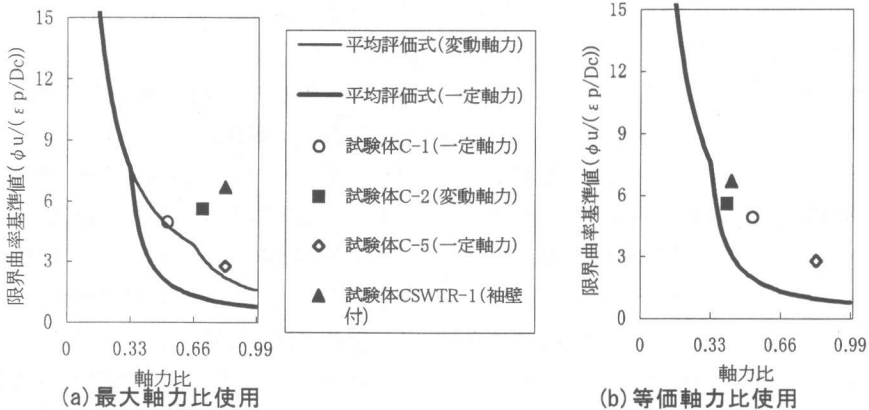 限界曲率基準値(φu/(εp/Dc))
15
12
9
6
3
0
0
0.33
0.66
0.99
軸力比
(a)最大軸力比使用
平均評価式(変動軸力)
平均評価式(一定軸力)
試験体C-1(一定軸力)
試験体C-2(変動軸力)
試験体C-5(一定軸力)
試験体CSWTR-1(袖壁
付)
限界曲率基準値(φu/(εp/Dc))
15
12
9
6
3
0
0
0.33
0.66
0.99
軸力比
(b)等価軸力比使用